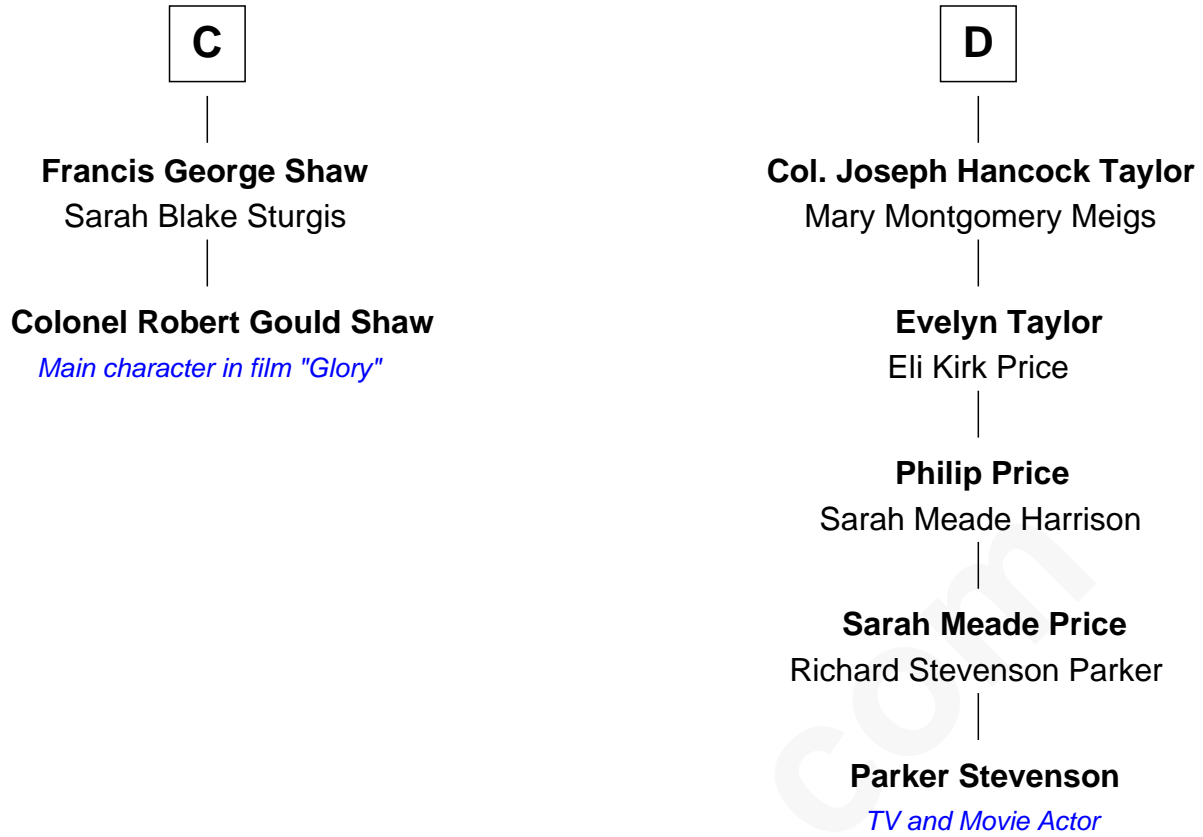 C
Francis George Shaw
Sarah Blake Sturgis
Colonel Robert Gould Shaw
Main character in film "Glory"
D
Col. Joseph Hancock Taylor
Mary Montgomery Meigs
Evelyn Taylor
Eli Kirk Price
Philip Price
Sarah Meade Harrison
Sarah Meade Price
Richard Stevenson Parker
Parker Stevenson
TV and Movie Actor
com